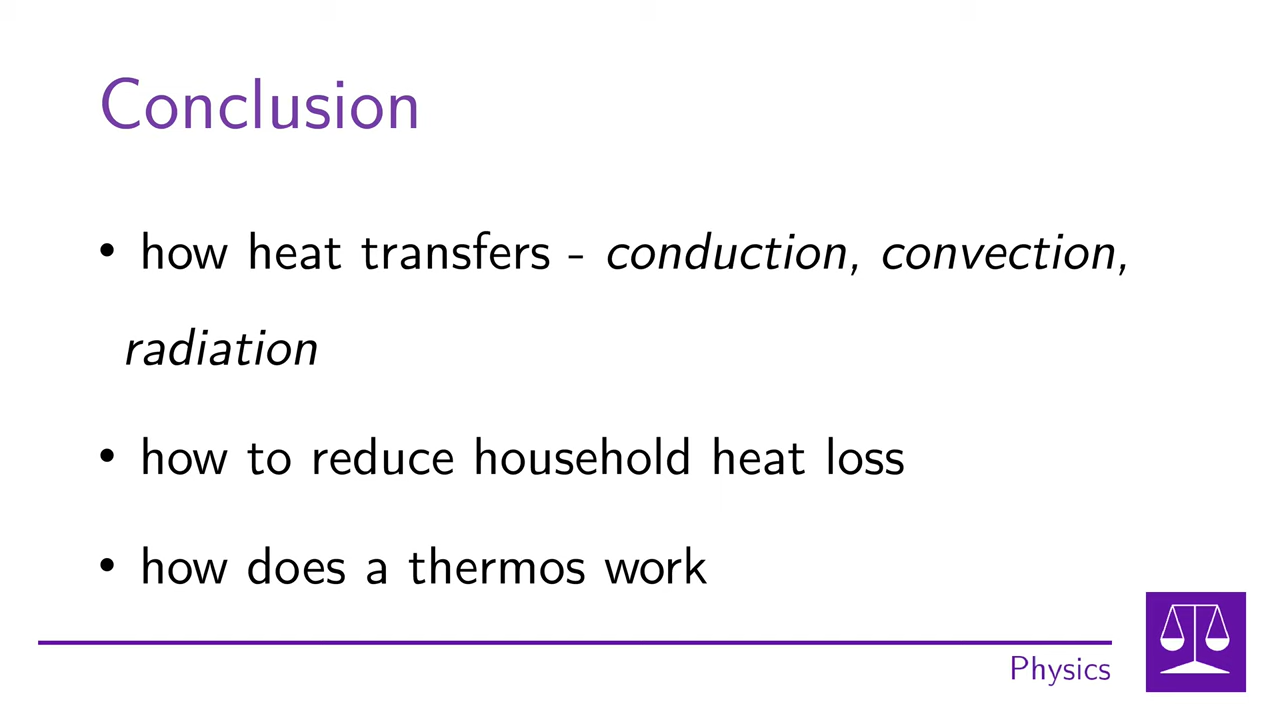 Conclusion
• how heat transfers - conduction, convection,
radiation
• how to reduce household heat loss
• how does a thermos work
Physics